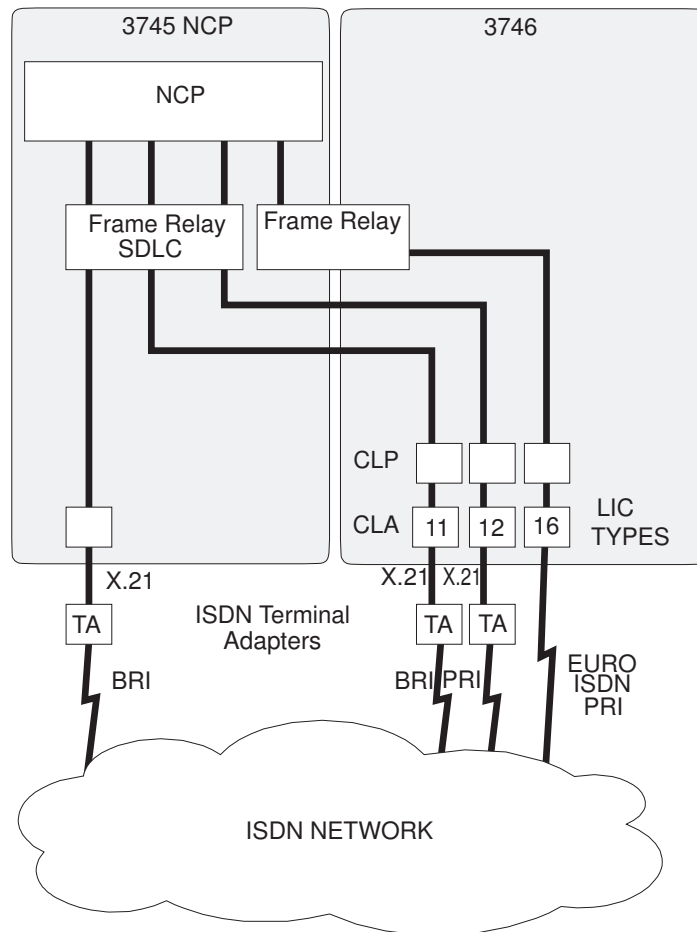 3745 NCP
3746
NCP
Frame Relay
SDLC
Frame Relay
CLP
CLA
11
12
16
LIC
TYPES
X.21
X.21
X.21
TA
ISDN Terminal
Adapters
TA
TA
BRI
BRI
PRI
EURO
ISDN
PRI
ISDN NETWORK